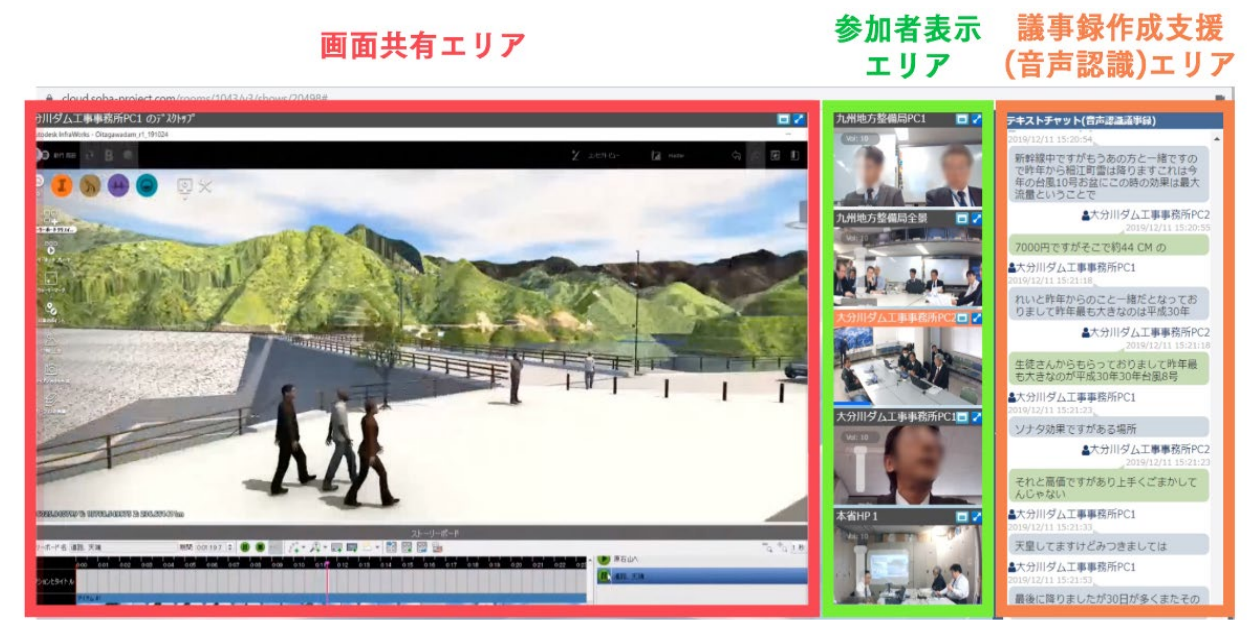 画面共有エリア
参加者表示
エリア
議事録作成支援
(音声認識)エリア
cloud.soba-project.com/rooms/1043/v3/shows/20498#
分川ダム工事事務所PC1 のデスクトップ
Autodesk InfraWorks - Oitagawadam_r1_191024
master
ストーリーボード
九州地方整備局PC1
Vol: 10
九州地方整備局全景
大分川ダム工事事務所PC2
大分川ダム工事事務所PC1
Vol: 10
本省HP 1
Vol: 10
テキストチャット(音声認識議事録)
2019/12/11 15:20:54
新幹線中ですがもうあの方と一緒ですの
で昨年から細江町雪は降りますこれは今
年の台風10号お盆にこの時の効果は最大
流量ということで
大分川ダム工事事務所PC2
2019/12/11 15:20:55
7000円ですがそこで約44 CM の
大分川ダム工事事務所PC1
2019/12/11 15:21:18
れいと昨年からのこと一緒だとなってお
りまして昨年最も大きなのは平成30年
大分川ダム工事事務所PC2
2019/12/11 15:21:18
生徒さんからもらっておりまして昨年最
も大きなのが平成30年30年台風8号
大分川ダム工事事務所PC1
2019/12/11 15:21:23
ソナタ効果ですがある場所
大分川ダム工事事務所PC2
2019/12/11 15:21:23
それと高価ですがあり上手くごまかして
んじゃない
大分川ダム工事事務所PC1
2019/12/11 15:21:33
天皇してますけどみつきましては
大分川ダム工事事務所PC1
2019/12/11 15:21:53
最後に降りましたが30日が多くまたその